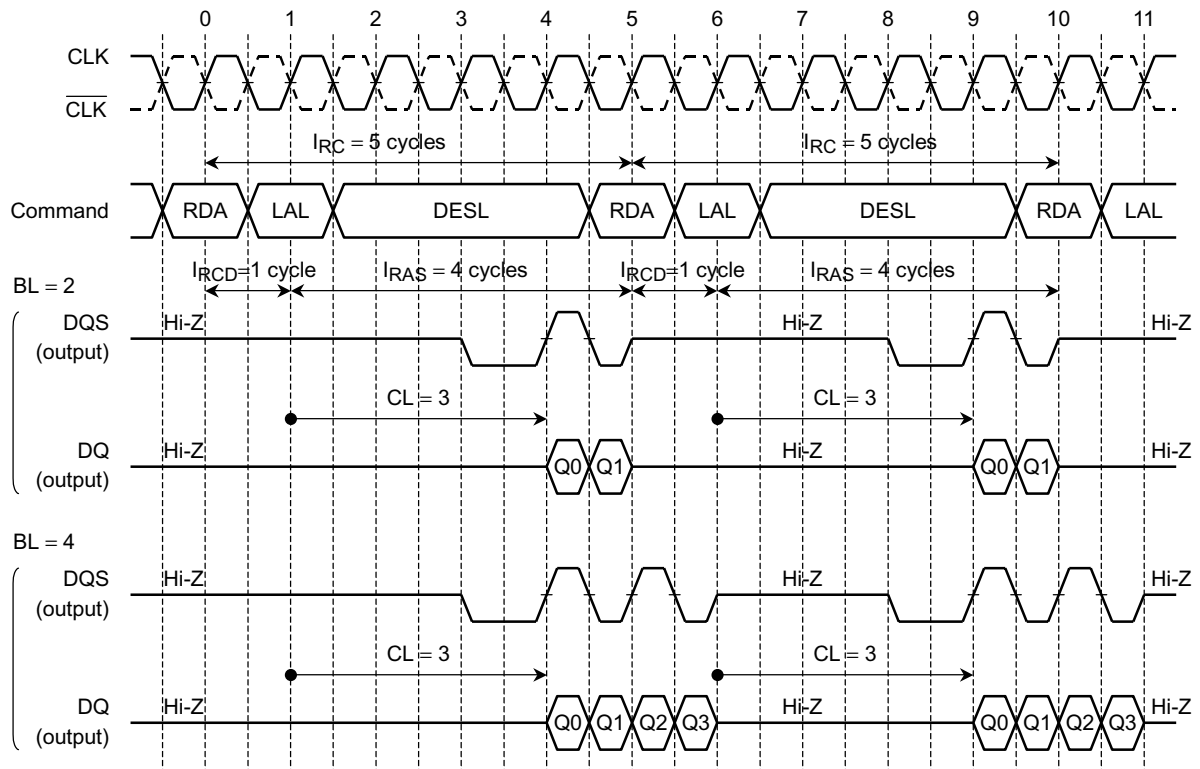 0 1 2 3 4 5 6 7 8 9 10 11
CLK
CLK
IRC = 5 cycles IRC = 5 cycles
Command RDA LAL DESL RDA LAL DESL RDA LAL
IRCD=1 cycle IRAS = 4 cycles IRCD=1 cycle IRAS = 4 cycles
BL = 2
DQS Hi-Z Hi-Z Hi-Z
(output)
CL = 3 CL = 3
DQ Hi-Z Q0 Q1 Hi-Z Q0 Q1 Hi-Z
(output)
BL = 4
DQS Hi-Z Hi-Z Hi-Z
(output)
CL = 3 CL = 3
DQ Hi-Z Q0 Q1 Q2 Q3 Hi-Z Q0 Q1 Q2 Q3 Hi-Z
(output)